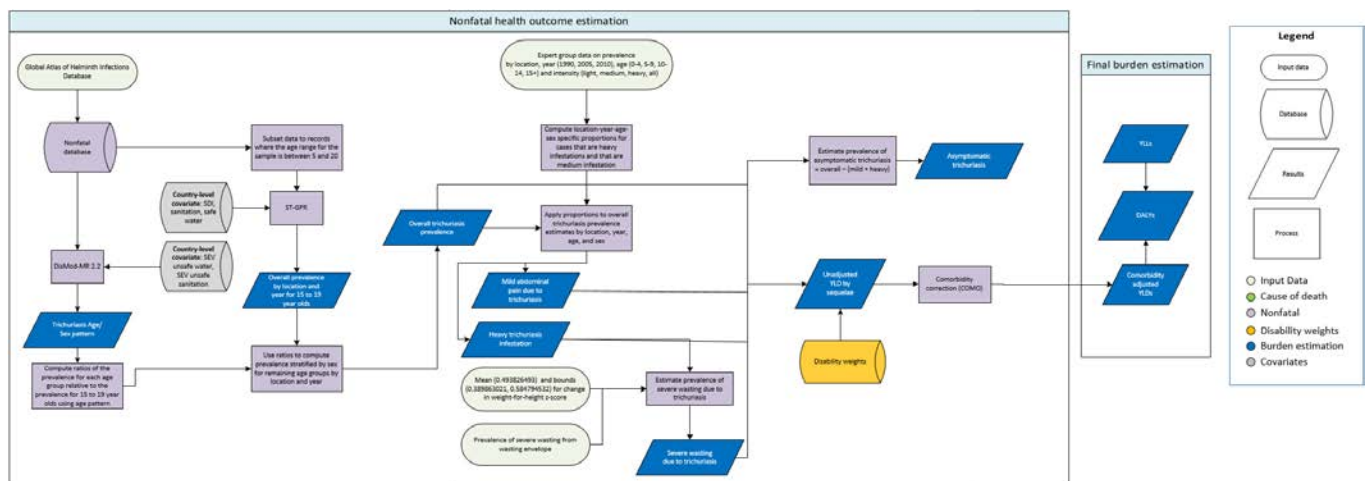 Nonfatal health outcome estimation
Global Atlas of Helminth Infections
Database
Nonfatal
database
Subset data to records
where the age range for the
sample is between 5 and 20
Country-level
covariate: SDI,
sanitation, safe
water
ST-GPR
DisMod-MR 2.2
Country-level
covariate: SEV
unsafe water,
SEV unsafe
sanitation
Overall prevalence
by location and
year for 15 to 19
year olds
Trichuriasis Age/
Sex pattern
Compute ratios of the
prevalence for each age
group relative to the
prevalence for 15 to 19 year
olds using age pattern
Use ratios to compute
prevalence stratified by sex
for remaining age groups by
location and year
Expert group data on prevalence
by location, year (1990, 2005, 2010), age (0-4, 5-9, 10-
14, 15+) and intensity (light, medium, heavy, all)
Compute location-year-age-
sex specific proportions for
cases that are heavy
infestations and that are
medium infestation
Overall trichuriasis
prevalence
Apply proportions to overall
trichuriasis prevalence
estimates by location, year,
age, and sex
Mild abdominal
pain due to
trichuriasis
Heavy trichuriasis
infestation
Mean (0.493826493) and bounds
(0.389863021, 0.584794532) for change
in weight-for-height z-score
Estimate prevalence of
severe wasting due to
trichuriasis
Prevalence of severe wasting from
wasting envelope
Severe wasting
due to trichuriasis
Estimate prevalence of
asymptomatic trichuriasis
= overall – (mild + heavy)
Asymptomatic
trichuriasis
Unadjusted
YLD by
sequelae
Comorbidity
correction (COMO)
Disability weights
Final burden estimation
YLLs
DALYs
Comorbidity
adjusted YLDs
Legend
Input data
Database
Results
Process
Input Data
Cause of death
Nonfatal
Disability weights
Burden estimation
Covariates